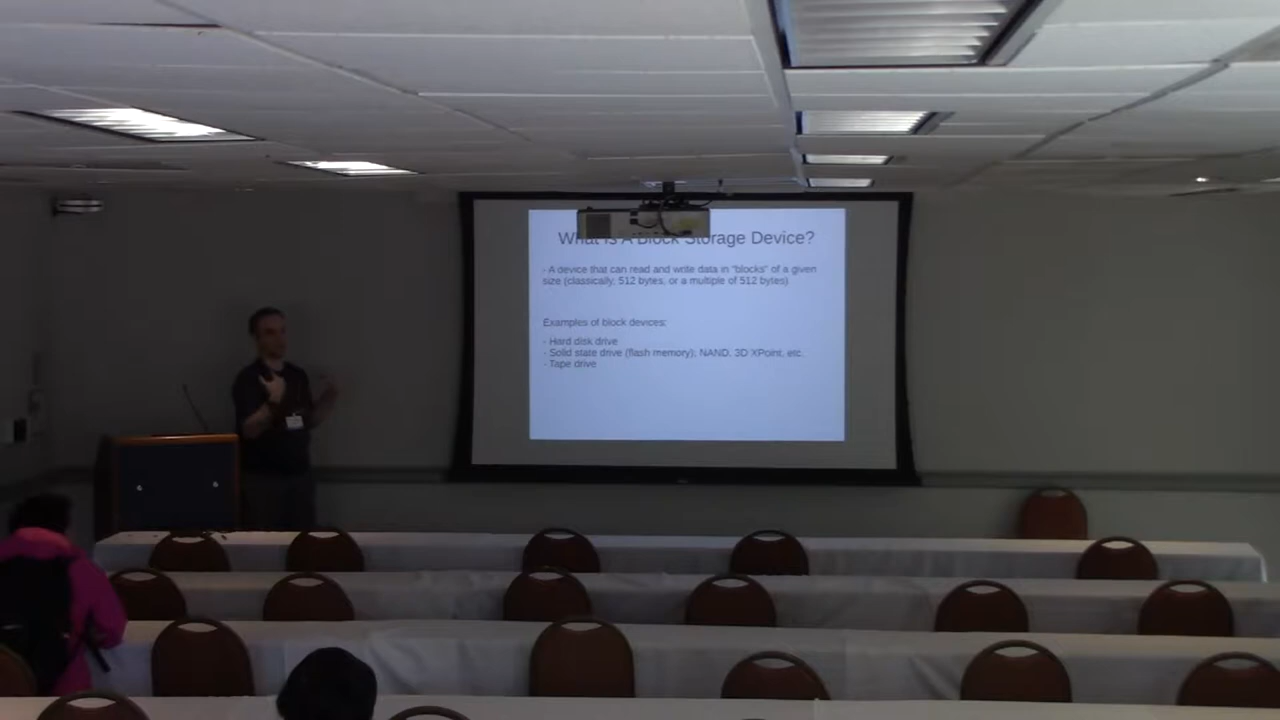 What Is A Block Storage Device?
- A device that can read and write data in "blocks" of a given
size (classically, 512 bytes, or a multiple of 512 bytes)
Examples of block devices:
- Hard disk drive
- Solid state drive (flash memory), NAND, 3D XPoint, etc.
- Tape drive